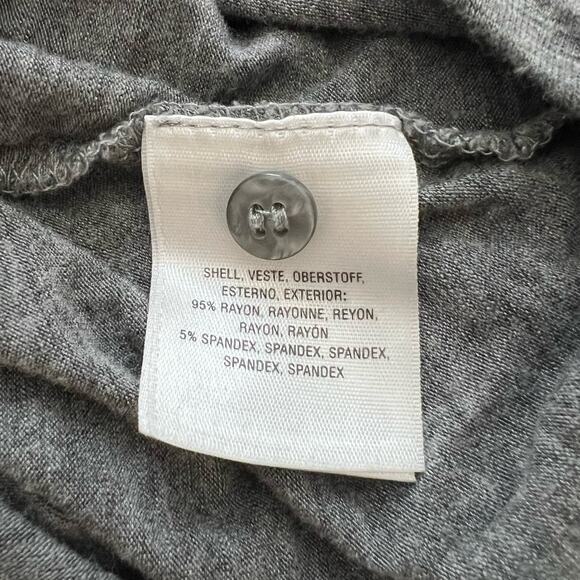 SHELL, VESTE, OBERSTOFF,
ESTERNO, EXTERIOR:
95% RAYON, RAYONNE, REYON,
RAYON, RAYÓN
5% SPANDEX, SPANDEX, SPANDEX,
SPANDEX, SPANDEX